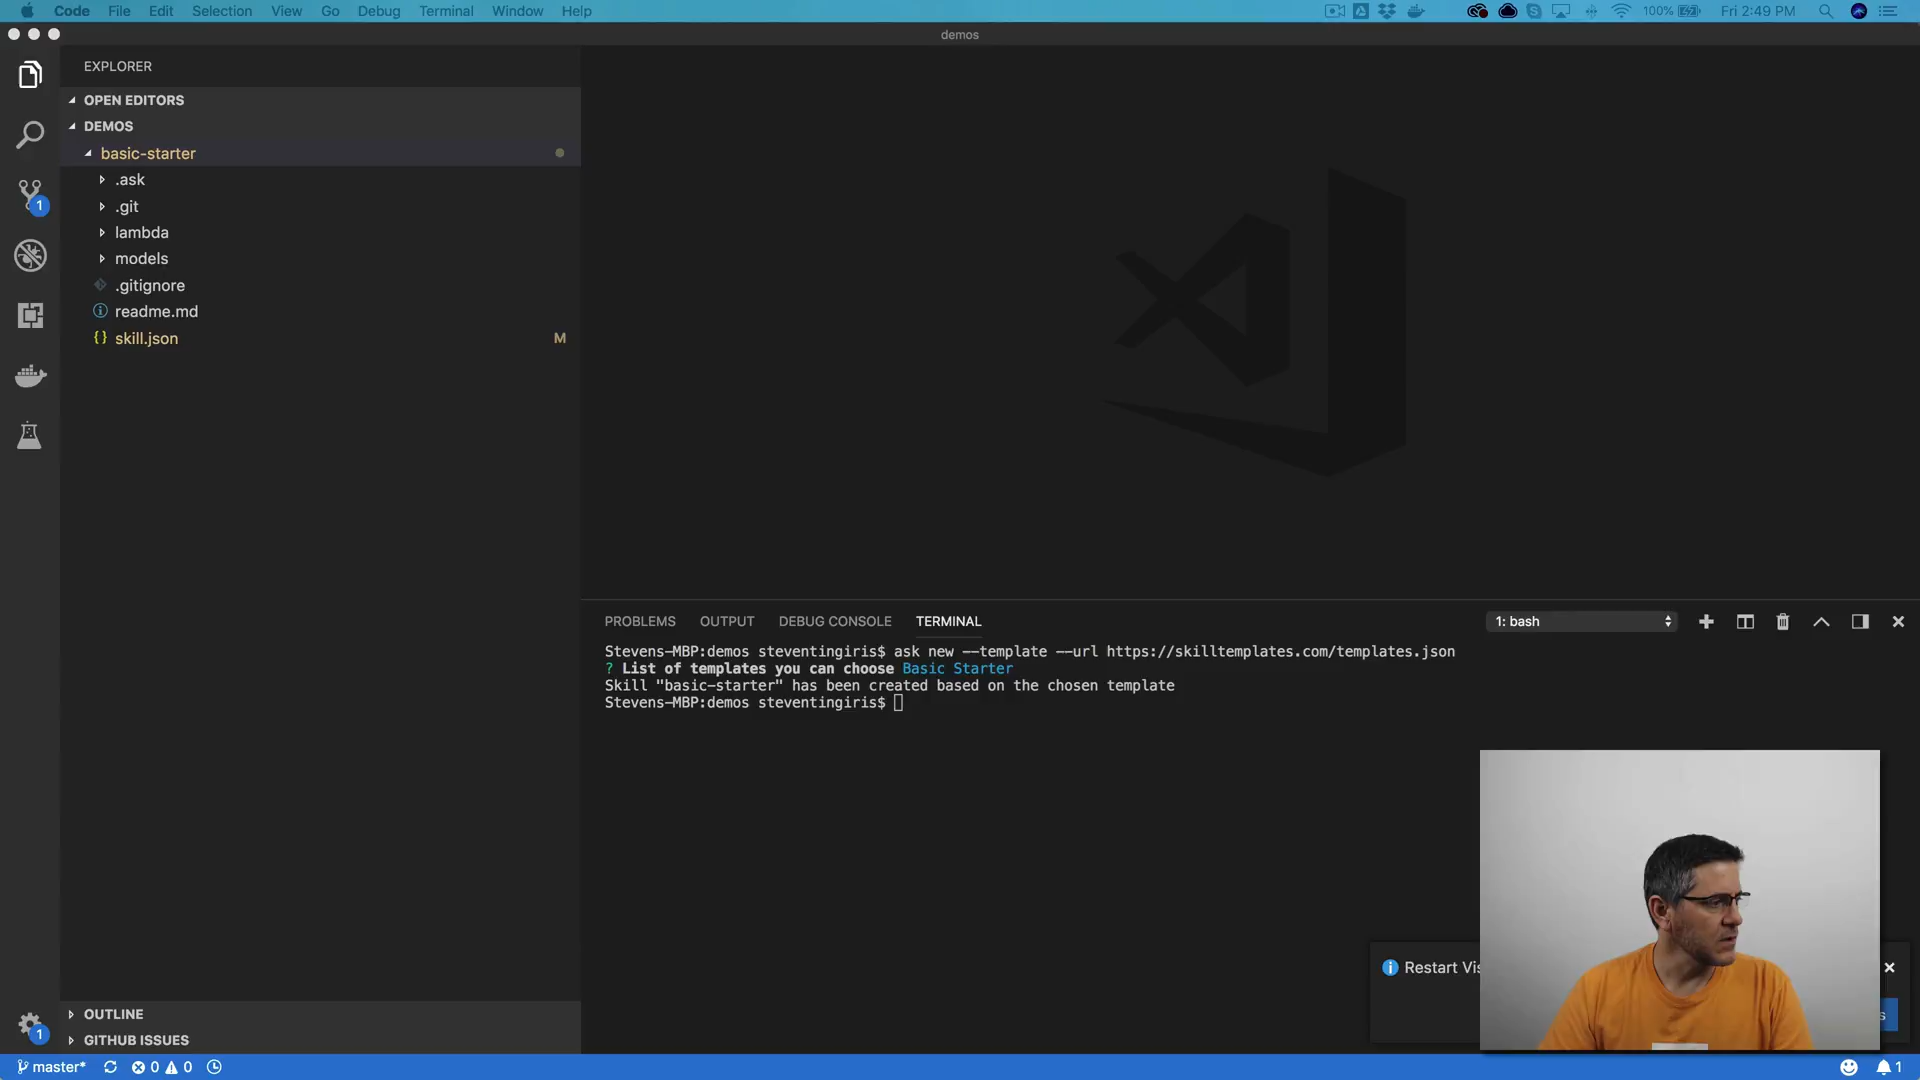 Code File Edit Selection View Go Debug Terminal Window Help 100% Fri 2:49 PM
demos
EXPLORER
OPEN EDITORS
DEMOS
basic-starter
.ask
.git
1
lambda
models
.gitignore
readme.md
skill.json M
PROBLEMS OUTPUT DEBUG CONSOLE TERMINAL 1: bash
Stevens-MBP:demos steventingiris$ ask new --template --url https://skilltemplates.com/templates.json
? List of templates you can choose Basic Starter
Skill "basic-starter" has been created based on the chosen template
Stevens-MBP:demos steventingiris$
Restart Vis
s
OUTLINE
1
GITHUB ISSUES
master* 0 0 1